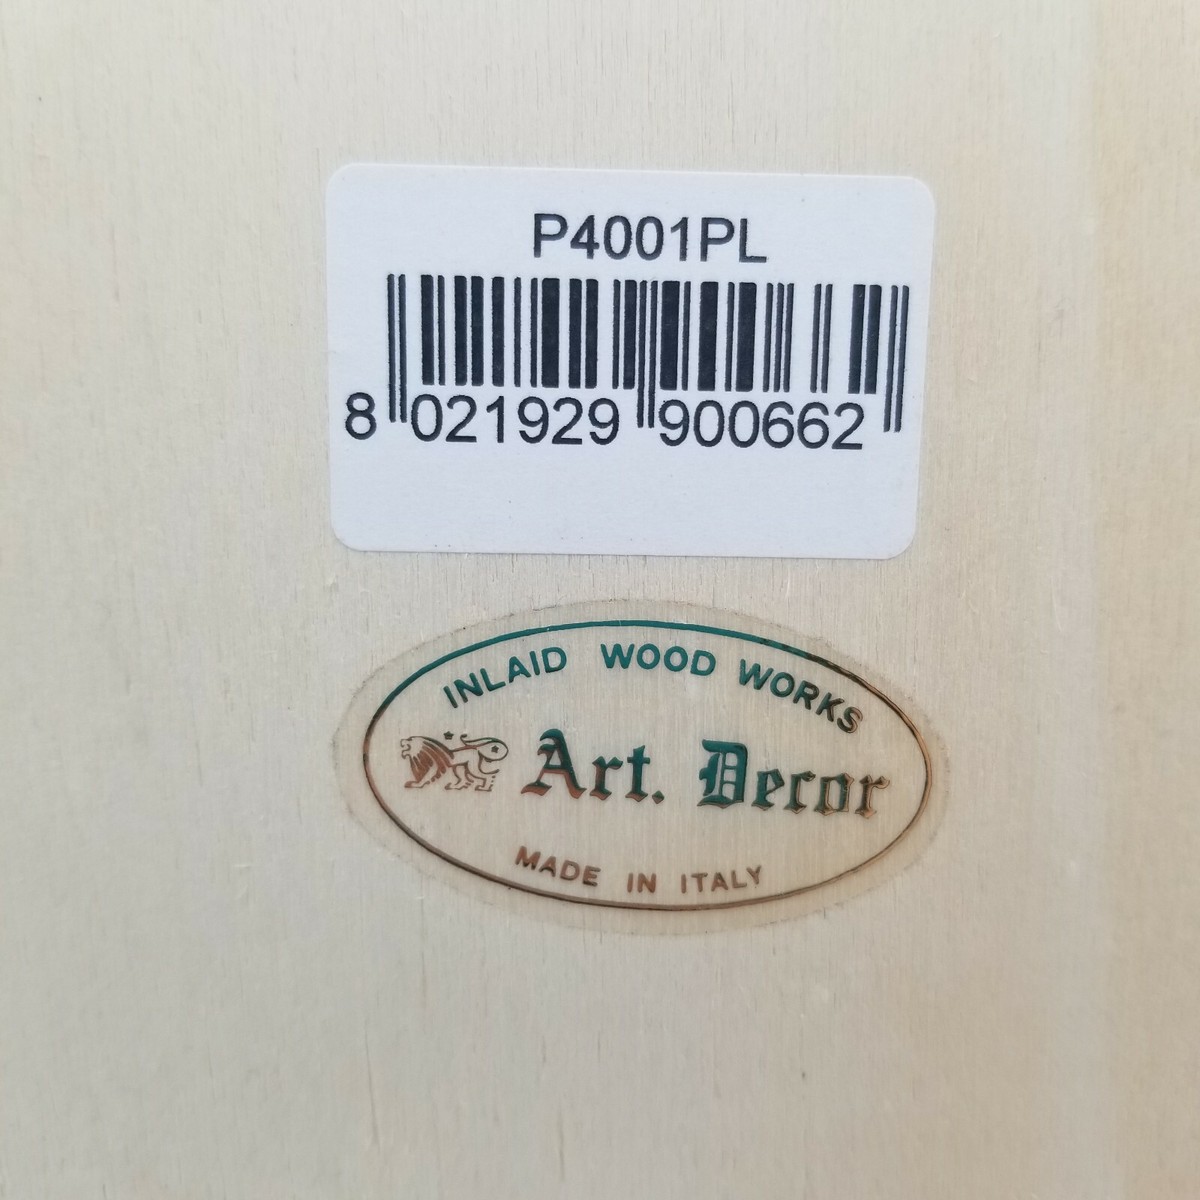 P4001PL
8 021929 900662
INLAID WOOD WORKS
Art. Decor
MADE IN ITALY